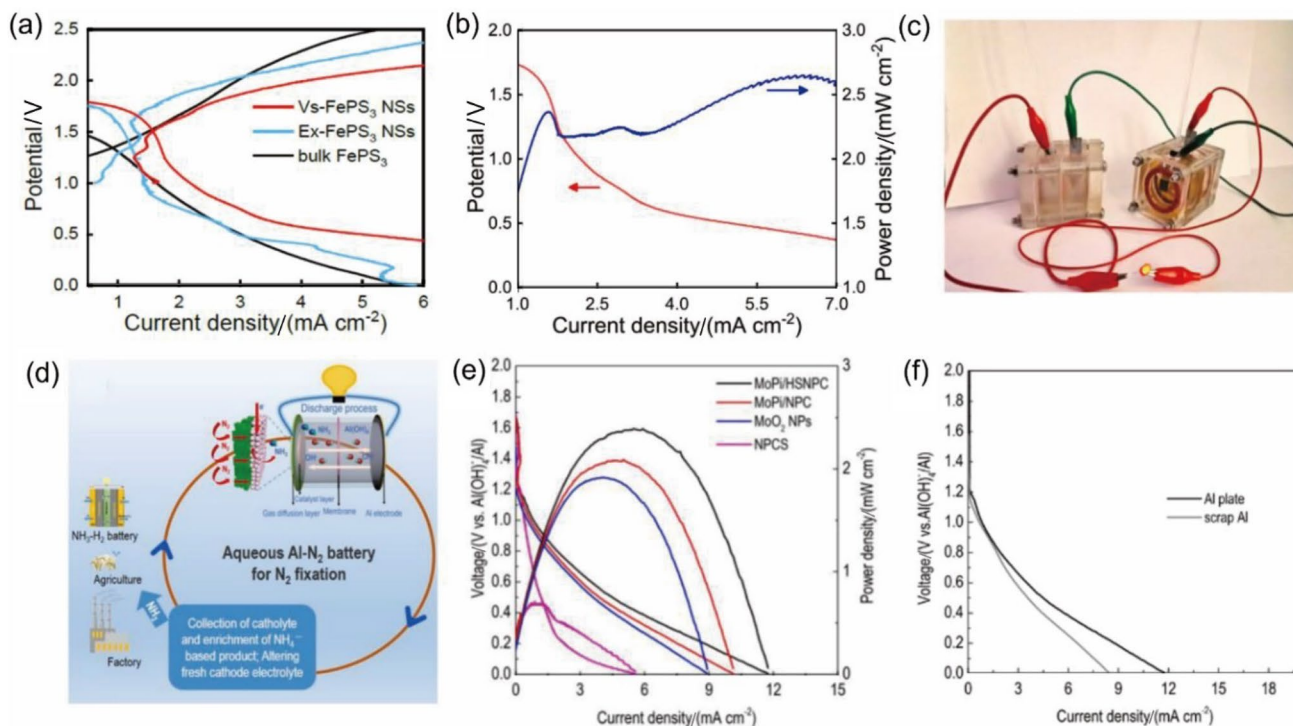 (a)
2.5
2.0
1.5
1.0
0.5
0.0
Potential/V
Vs-FePS3 NSs
Ex-FePS3 NSs
bulk FePS3
1 2 3 4 5 6
Current density/(mA cm-2)
(b)
2.0
1.5
1.0
0.5
0.0
Potential/V
3.0
2.5
2.0
1.5
1.0
Power density/(mW cm-2)
1.0 2.5 4.0 5.5 7.0
Current density/(mA cm-2)
(c)
(d)
Discharge process
NH3 Al(OH)4
OH-
Catalyst layer
Gas diffusion layer Membrane Al electrode
NH3-H2 battery
Agriculture
Factory
NH3
Aqueous Al-N2 battery
for N2 fixation
Collection of catholyte
and enrichment of NH4—
based product; Altering
fresh cathode electrolyte
(e)
2.0
1.8
1.6
1.4
1.2
1.0
0.8
0.6
0.4
0.2
0.0
Voltage/(V vs. Al(OH)4-/Al)
MoPi/HSNPC
MoPi/NPC
MoO2 NPs
NPCS
3
2
1
0
Power density/(mW cm-2)
0 3 6 9 12 15
Current density/(mA cm-2)
(f)
2.0
1.8
1.6
1.4
1.2
1.0
0.8
0.6
0.4
0.2
0.0
Voltage/(V vs.Al(OH)4-/Al)
Al plate
scrap Al
0 3 6 9 12 15 18
Current density/(mA cm-2)